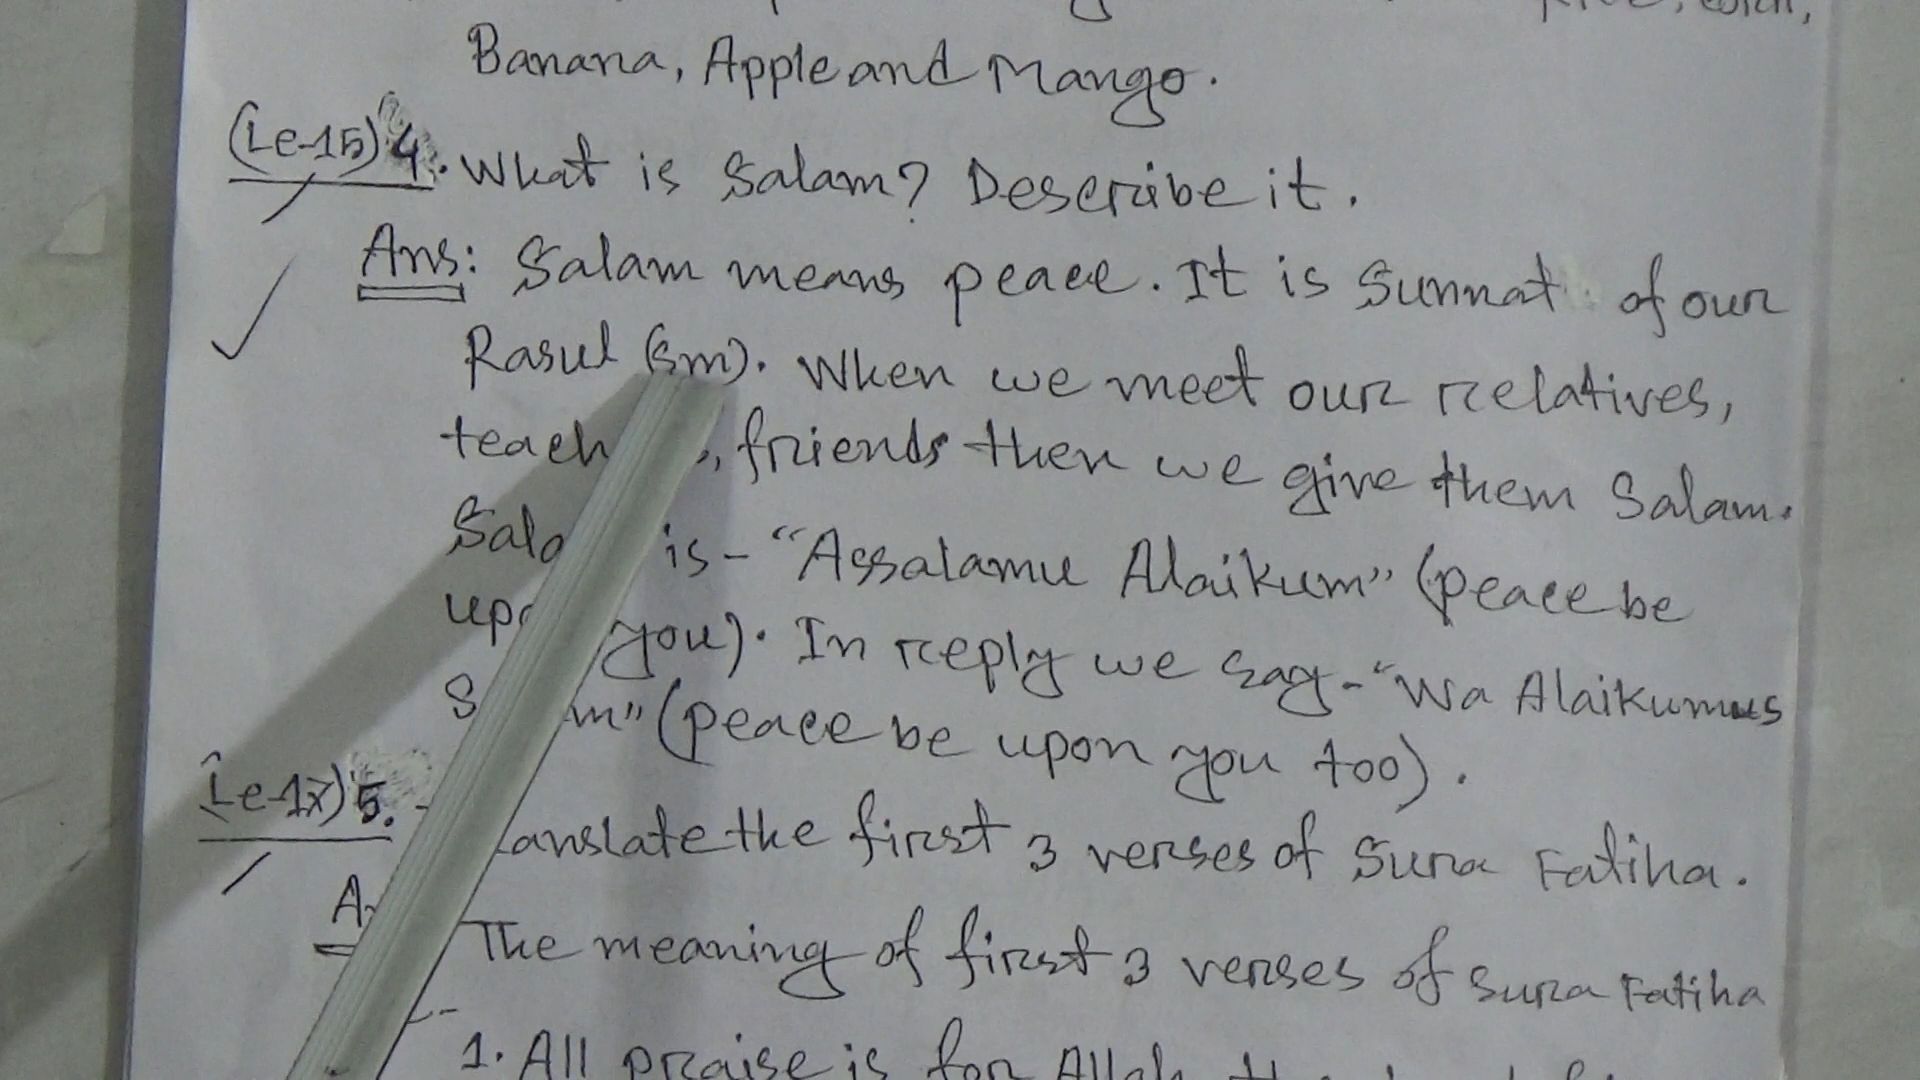 Banana, Apple and Mango.
(Le-15) 4. What is Salam? Describe it.
Ans: Salam means peace. It is Sunnat of our
Rasul (sm). When we meet our relatives,
friends then we give them Salam.
is - "Assalamu Alaikum" (peace be
you). In reply we say - "Wa Alaikumus
(peace be upon you too).
(Le-17) 5. the first 3 verses of Sura Fatiha.
The meaning of first 3 verses of Sura Fatiha
1. All praise is for Allah